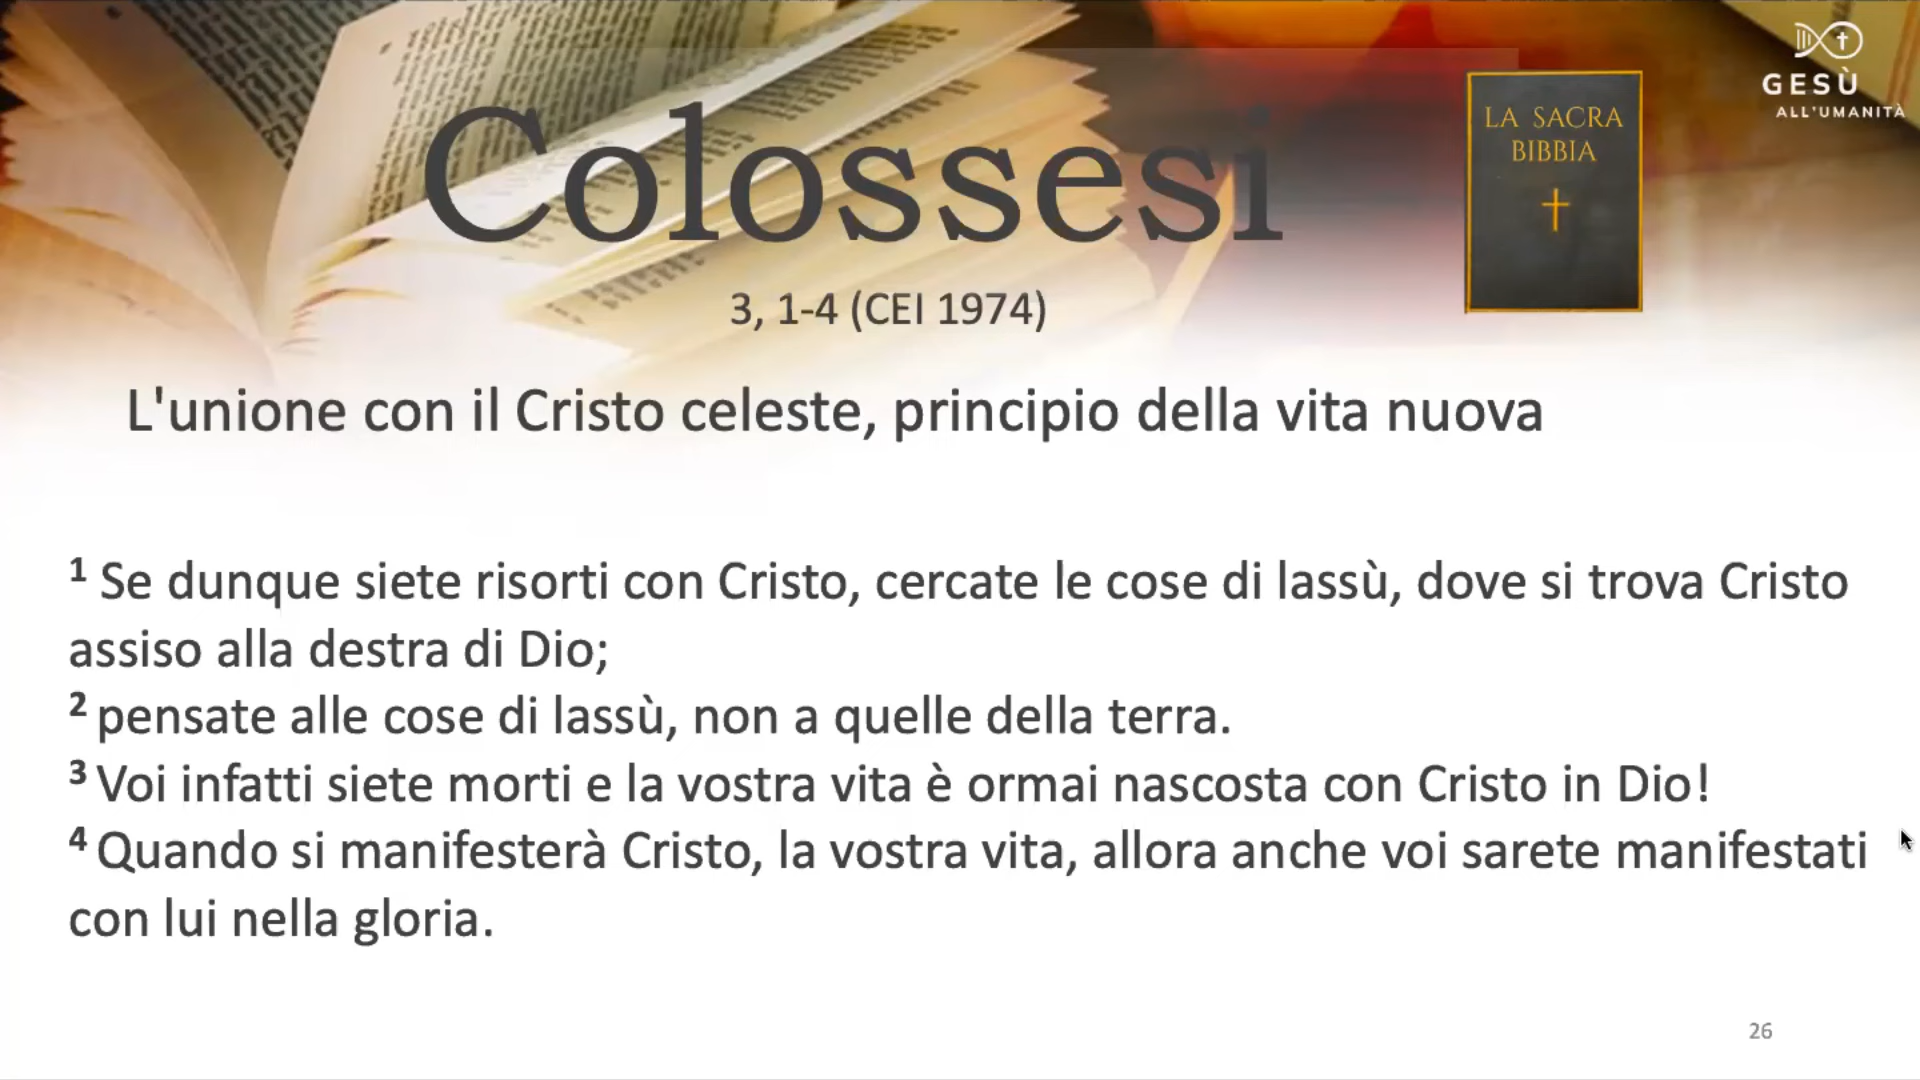 GESÙ
ALL'UMANITÀ
LA SACRA
BIBBIA
Colossesi
3, 1-4 (CEI 1974)
L'unione con il Cristo celeste, principio della vita nuova
1 Se dunque siete risorti con Cristo, cercate le cose di lassù, dove si trova Cristo
assiso alla destra di Dio;
2 pensate alle cose di lassù, non a quelle della terra.
3 Voi infatti siete morti e la vostra vita è ormai nascosta con Cristo in Dio!
4 Quando si manifesterà Cristo, la vostra vita, allora anche voi sarete manifestati
con lui nella gloria.
26